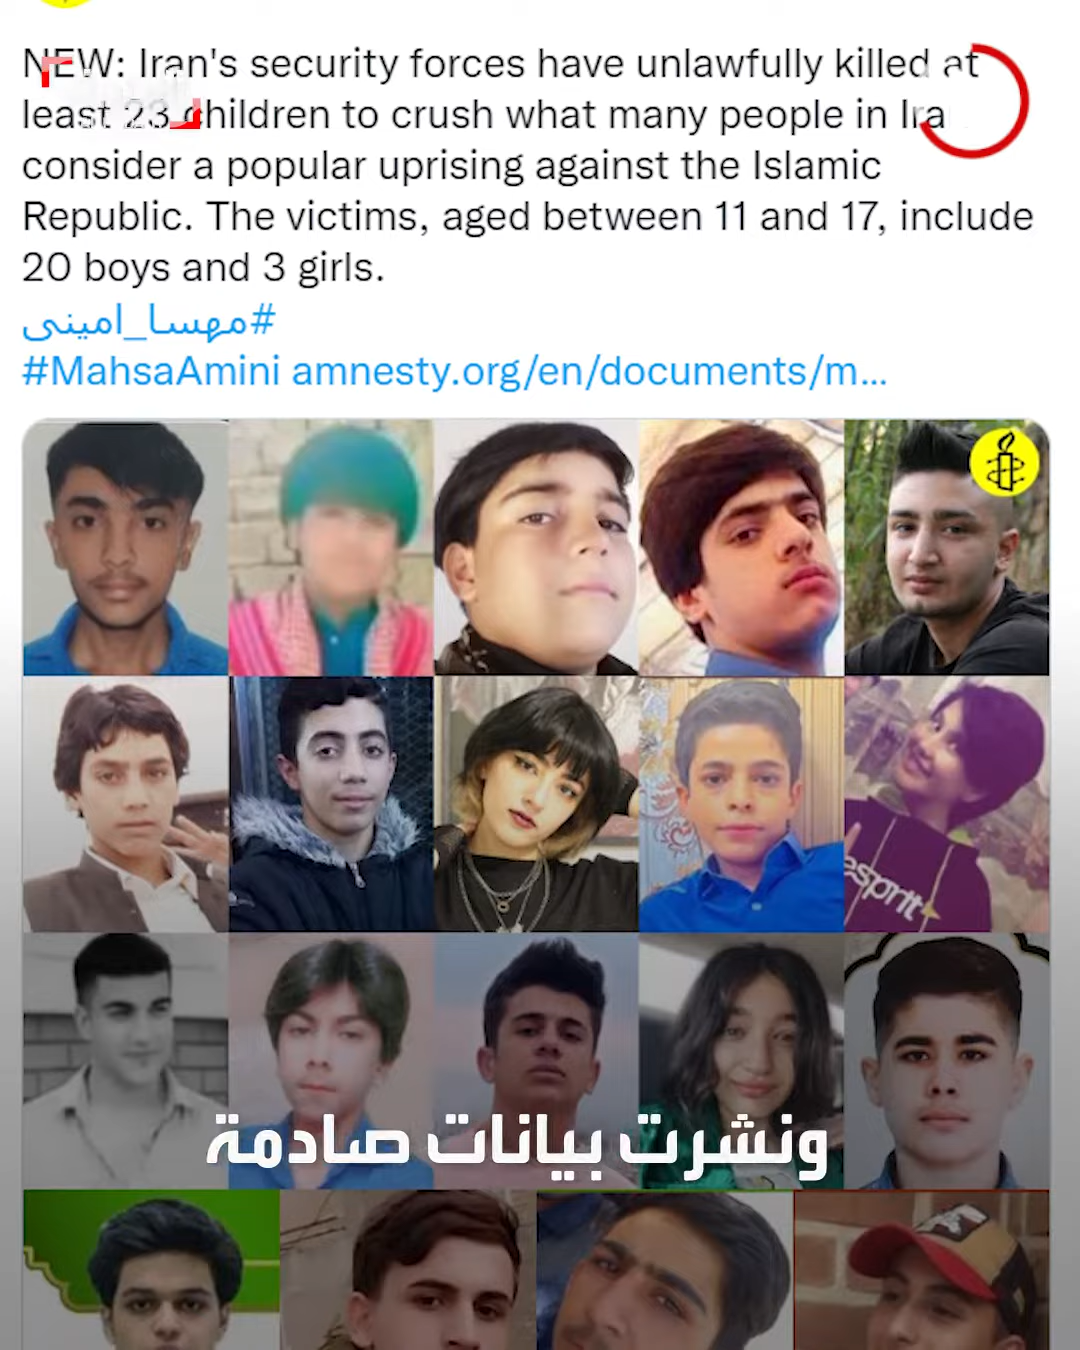 NEW: Iran's security forces have unlawfully killed at
least 23 children to crush what many people in Ira
consider a popular uprising against the Islamic
Republic. The victims, aged between 11 and 17, include
20 boys and 3 girls.
#مهسا_امینی
#MahsaAmini amnesty.org/en/documents/m…
esprit
ونشرت بيانات صادمة